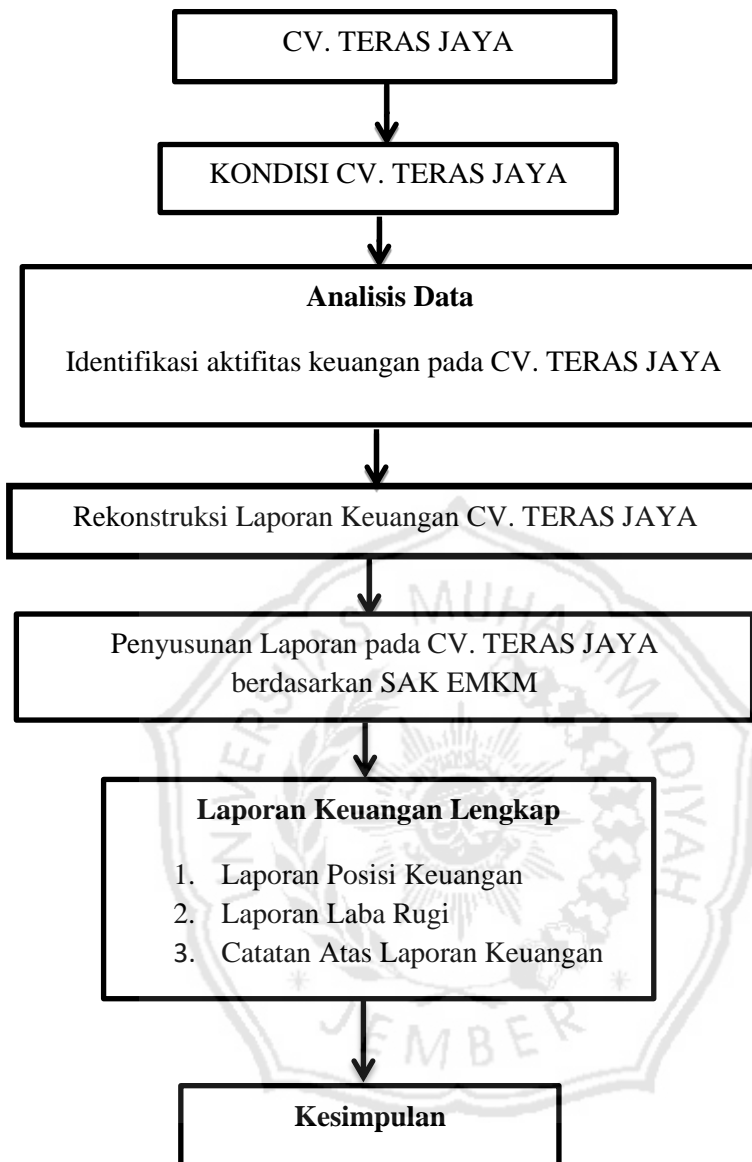 CV. TERAS JAYA
KONDISI CV. TERAS JAYA
Analisis Data
Identifikasi aktifitas keuangan pada CV. TERAS JAYA
Rekonstruksi Laporan Keuangan CV. TERAS JAYA
Penyusunan Laporan pada CV. TERAS JAYA
berdasarkan SAK EMKM
Laporan Keuangan Lengkap
1. Laporan Posisi Keuangan
2. Laporan Laba Rugi
3. Catatan Atas Laporan Keuangan
Kesimpulan
MUHAMMADIYAH
JEMBER